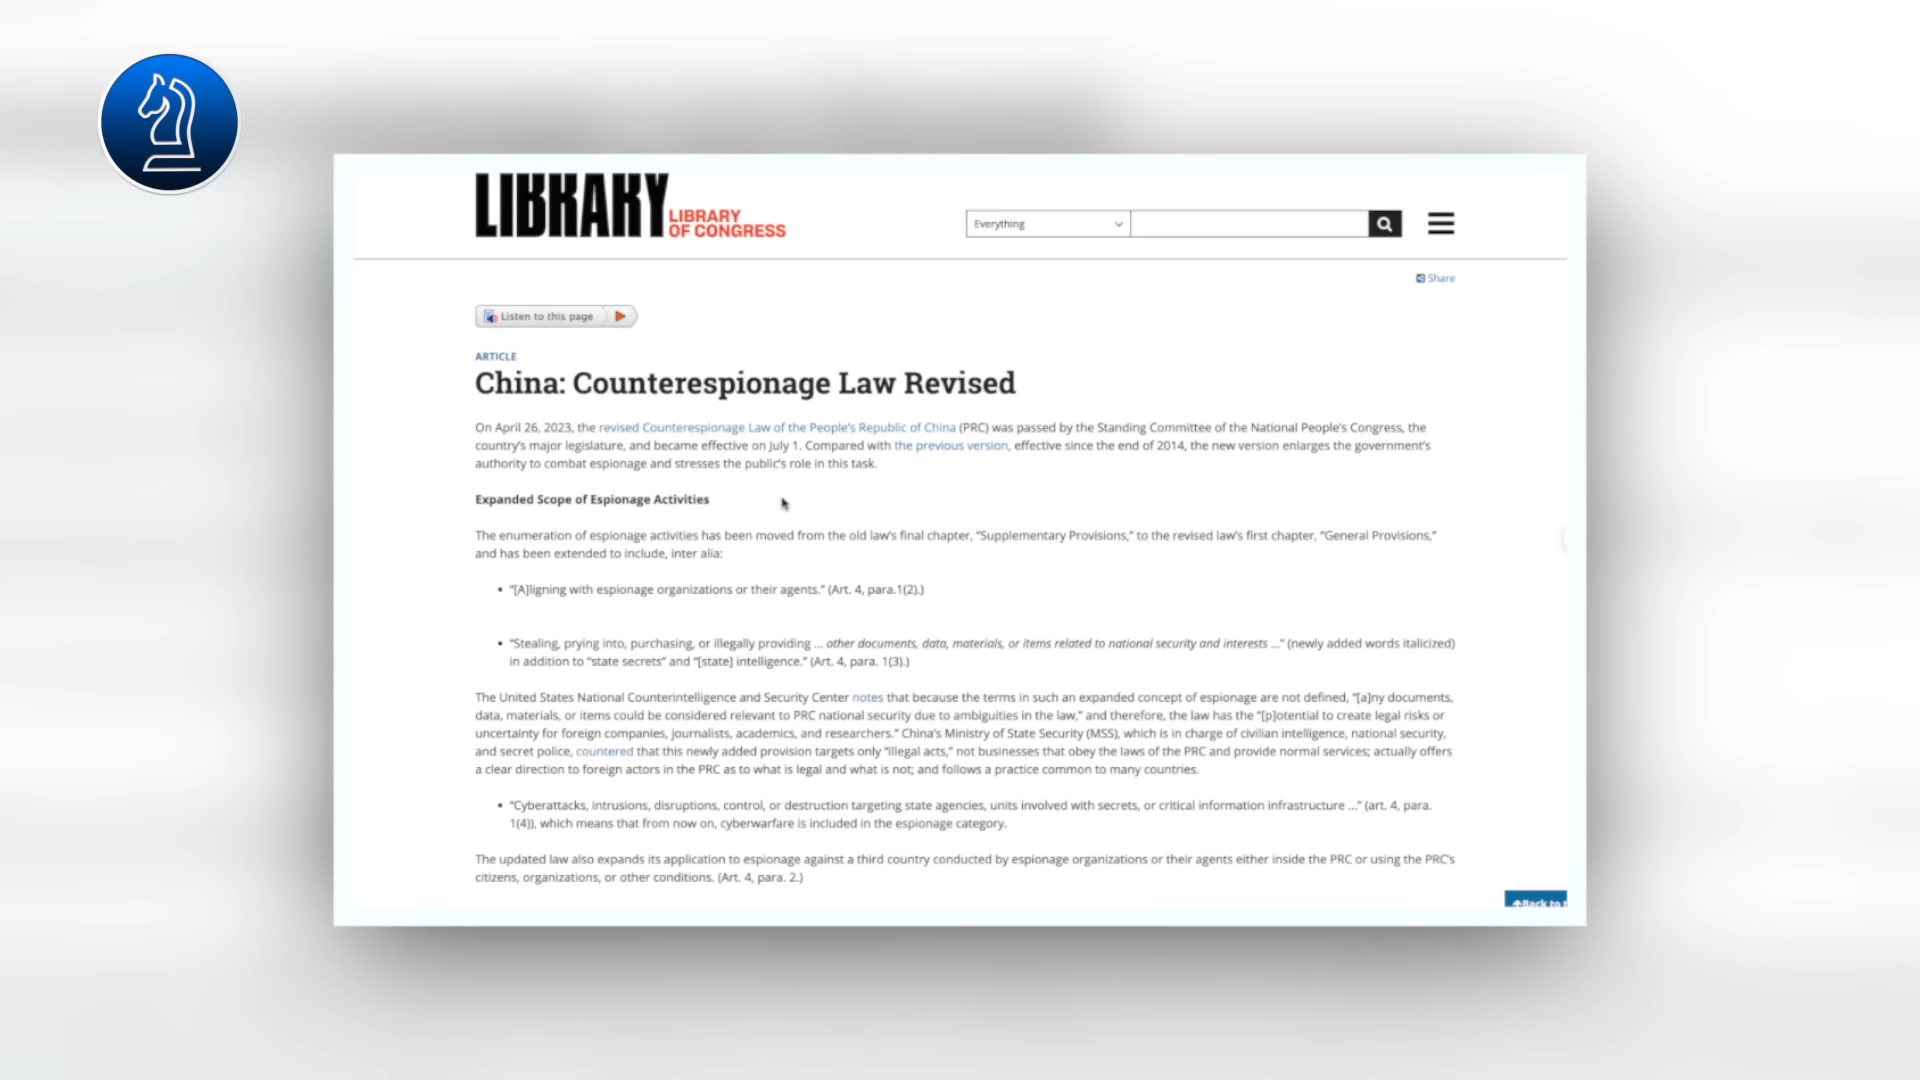 LIBRARY
LIBRARY
OF CONGRESS
Everything
Share
Listen to this page
ARTICLE
China: Counterespionage Law Revised
On April 26, 2023, the revised Counterespionage Law of the People's Republic of China (PRC) was passed by the Standing Committee of the National People's Congress, the
country's major legislature, and became effective on July 1. Compared with the previous version, effective since the end of 2014, the new version enlarges the government's
authority to combat espionage and stresses the public's role in this task.
Expanded Scope of Espionage Activities
The enumeration of espionage activities has been moved from the old law's final chapter, “Supplementary Provisions,” to the revised law's first chapter, “General Provisions,”
and has been extended to include, inter alia:
• “[A]ligning with espionage organizations or their agents.” (Art. 4, para.1(2).)
• “Stealing, prying into, purchasing, or illegally providing ... other documents, data, materials, or items related to national security and interests ...” (newly added words italicized)
in addition to “state secrets” and “[state] intelligence.” (Art. 4, para. 1(3).)
The United States National Counterintelligence and Security Center notes that because the terms in such an expanded concept of espionage are not defined, “[a]ny documents,
data, materials, or items could be considered relevant to PRC national security due to ambiguities in the law,” and therefore, the law has the “[p]otential to create legal risks or
uncertainty for foreign companies, journalists, academics, and researchers.” China's Ministry of State Security (MSS), which is in charge of civilian intelligence, national security,
and secret police, countered that this newly added provision targets only “illegal acts,” not businesses that obey the laws of the PRC and provide normal services; actually offers
a clear direction to foreign actors in the PRC as to what is legal and what is not; and follows a practice common to many countries.
• “Cyberattacks, intrusions, disruptions, control, or destruction targeting state agencies, units involved with secrets, or critical information infrastructure ...” (art. 4, para.
1(4)), which means that from now on, cyberwarfare is included in the espionage category.
The updated law also expands its application to espionage against a third country conducted by espionage organizations or their agents either inside the PRC or using the PRC's
citizens, organizations, or other conditions. (Art. 4, para. 2.)
Back to